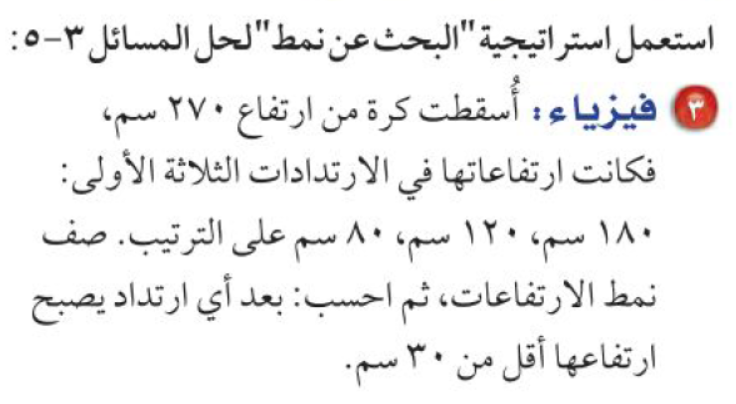 استعمل استراتيجية "البحث عن نمط" لحل المسائل ٣-٥:
٣ فيزياء: أُسقطت كرة من ارتفاع ٢٧٠ سم،
فكانت ارتفاعاتها في الارتدادات الثلاثة الأولى:
١٨٠ سم، ١٢٠ سم، ٨٠ سم على الترتيب. صف
نمط الارتفاعات، ثم احسب: بعد أي ارتداد يصبح
ارتفاعها أقل من ٣٠ سم.